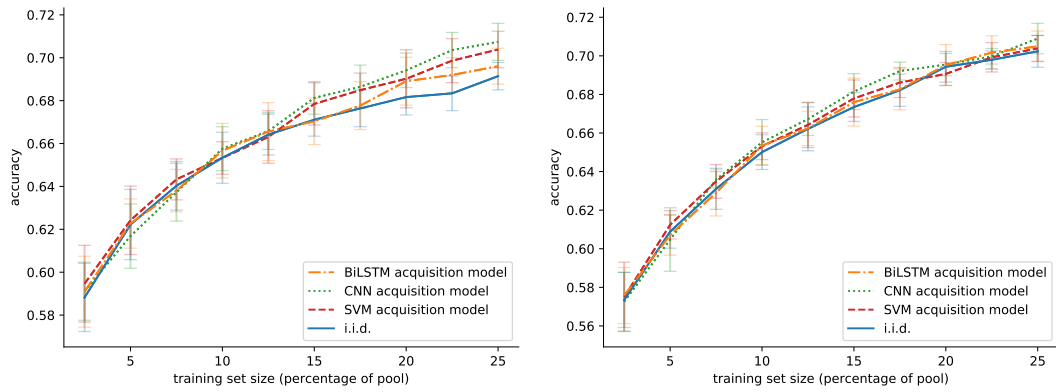 0.72
0.70
0.68
0.66
0.64
0.62
0.60
0.58
accuracy
5
10
15
20
25
training set size (percentage of pool)
BiLSTM acquisition model
CNN acquisition model
SVM acquisition model
i.i.d.
0.72
0.70
0.68
0.66
0.64
0.62
0.60
0.58
0.56
accuracy
5
10
15
20
25
training set size (percentage of pool)
BiLSTM acquisition model
CNN acquisition model
SVM acquisition model
i.i.d.